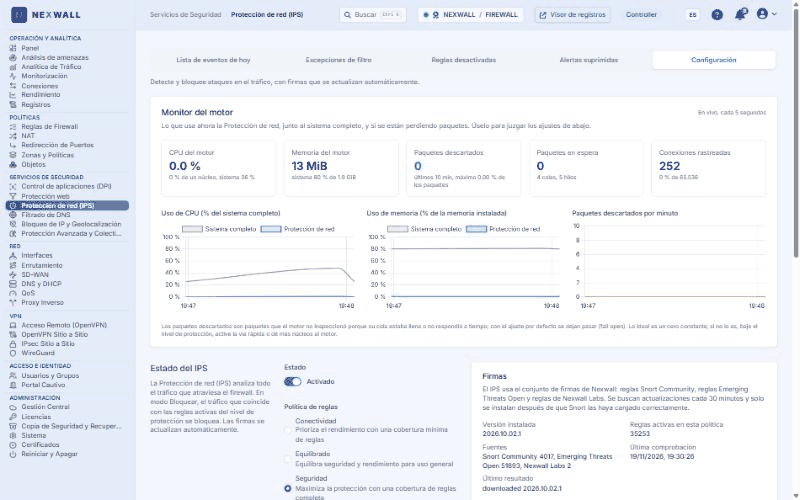 NEXWALL
Servicios de Seguridad › Protección de red (IPS)
Buscar Ctrl K
NEXWALL / FIREWALL
Visor de registros
Controller
ES
OPERACIÓN Y ANALÍTICA
Panel
Análisis de amenazas
Analítica de Tráfico
Monitorización
Conexiones
Rendimiento
Registros
POLÍTICAS
Reglas de Firewall
NAT
Redirección de Puertos
Zonas y Políticas
Objetos
SERVICIOS DE SEGURIDAD
Control de aplicaciones (DPI)
Protección web
Protección de red (IPS)
Filtrado de DNS
Bloqueo de IP y Geolocalización
Protección Avanzada y Colecti...
RED
Interfaces
Enrutamiento
SD-WAN
DNS y DHCP
QoS
Proxy Inverso
VPN
Acceso Remoto (OpenVPN)
OpenVPN Sitio a Sitio
IPsec Sitio a Sitio
WireGuard
ACCESO E IDENTIDAD
Usuarios y Grupos
Portal Cautivo
ADMINISTRACIÓN
Gestión Central
Licencias
Copia de Seguridad y Recuper...
Sistema
Certificados
Reiniciar y Apagar
Lista de eventos de hoy
Excepciones de filtro
Reglas desactivadas
Alertas suprimidas
Configuración
Detecte y bloquee ataques en el tráfico, con firmas que se actualizan automáticamente.
Monitor del motor
En vivo, cada 5 segundos
Lo que usa ahora la Protección de red, junto al sistema completo, y si se están perdiendo paquetes. Úselo para juzgar los ajustes de abajo.
CPU del motor
0.0 %
0 % de un núcleo, sistema 36 %
Memoria del motor
13 MiB
sistema 80 % de 1.9 GiB
Paquetes descartados
0
últimos 10 min, máximo 0.00 % de
los paquetes
Paquetes en espera
0
4 colas, 5 hilos
Conexiones rastreadas
252
0 % de 65.536
Uso de CPU (% del sistema completo)
Sistema completo
Protección de red
100 %
80 %
60 %
40 %
20 %
0 %
19:47
19:48
Uso de memoria (% de la memoria instalada)
Sistema completo
Protección de red
100 %
80 %
60 %
40 %
20 %
0 %
19:47
19:48
Paquetes descartados por minuto
10
8
6
4
2
0
19:47
19:48
Los paquetes descartados son paquetes que el motor no inspeccionó porque su cola estaba llena o no respondió a tiempo; con el ajuste por defecto se dejan pasar (fail open). Lo ideal es un cero constante; si no lo es, baje el
nivel de protección, active la vía rápida o dé más núcleos al motor.
Estado del IPS
La Protección de red (IPS) analiza todo
el tráfico que atraviesa el firewall. En
modo Bloquear, el tráfico que coincide
con las reglas activas del nivel de
protección se bloquea. Las firmas se
actualizan automáticamente.
Estado
Activado
Política de reglas
Conectividad
Prioriza el rendimiento con una cobertura mínima
de reglas
Equilibrado
Equilibra seguridad y rendimiento para uso general
Seguridad
Maximiza la protección con una cobertura de reglas
completa
Firmas
El IPS usa el conjunto de firmas de Nexwall: reglas Snort Community, reglas Emerging
Threats Open y reglas de Nexwall Labs. Se buscan actualizaciones cada 30 minutos y solo
se instalan después de que Snort las haya cargado correctamente.
Versión instalada
2026.10.02.1
Reglas activas en esta política
35253
Fuentes
Snort Community 4017, Emerging Threats
Open 51893, Nexwall Labs 2
Última comprobación
19/11/2026, 19:30:26
Último resultado
downloaded 2026.10.02.1